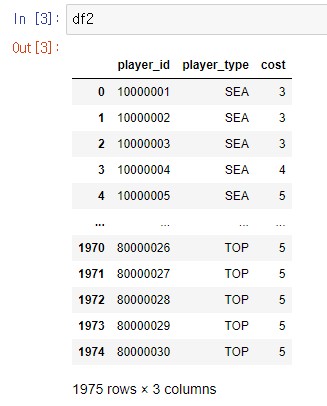 In [3]: df2
Out[3]:
player_id player_type cost
0 10000001 SEA 3
1 10000002 SEA 3
2 10000003 SEA 3
3 10000004 SEA 4
4 10000005 SEA 5
... ... ... ...
1970 80000026 TOP 5
1971 80000027 TOP 5
1972 80000028 TOP 5
1973 80000029 TOP 5
1974 80000030 TOP 5
1975 rows × 3 columns